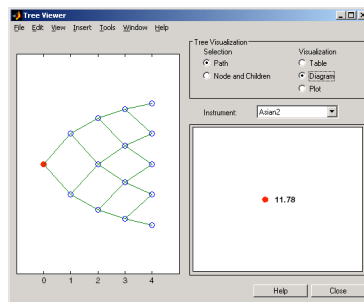 Tree Viewer
File Edit View Insert Tools Window Help
Tree Visualization
Selection
Visualization
Path
Table
Node and Children
Diagram
Plot
Instrument:
Asian2
11.78
0 1 2 3 4
Help
Close